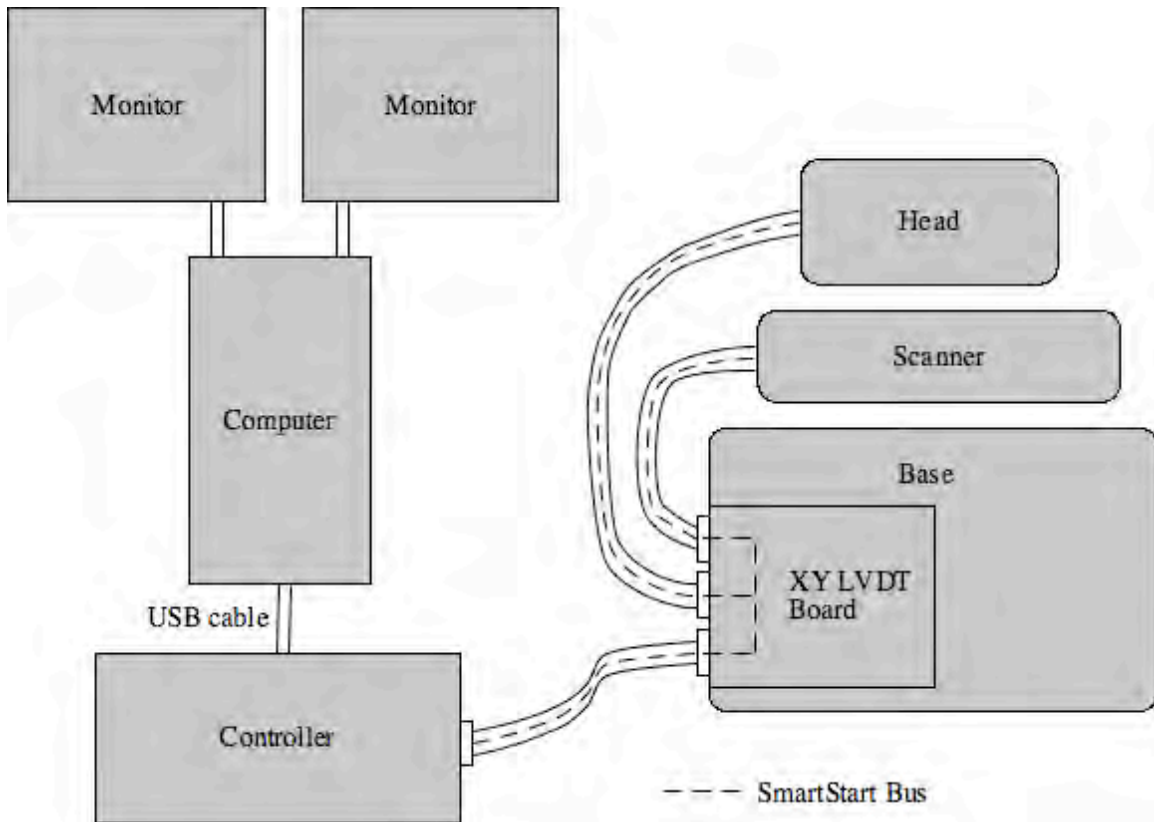 Monitor
Monitor
Head
Scanner
Computer
Base
XY LVDT
Board
USB cable
Controller
SmartStart Bus